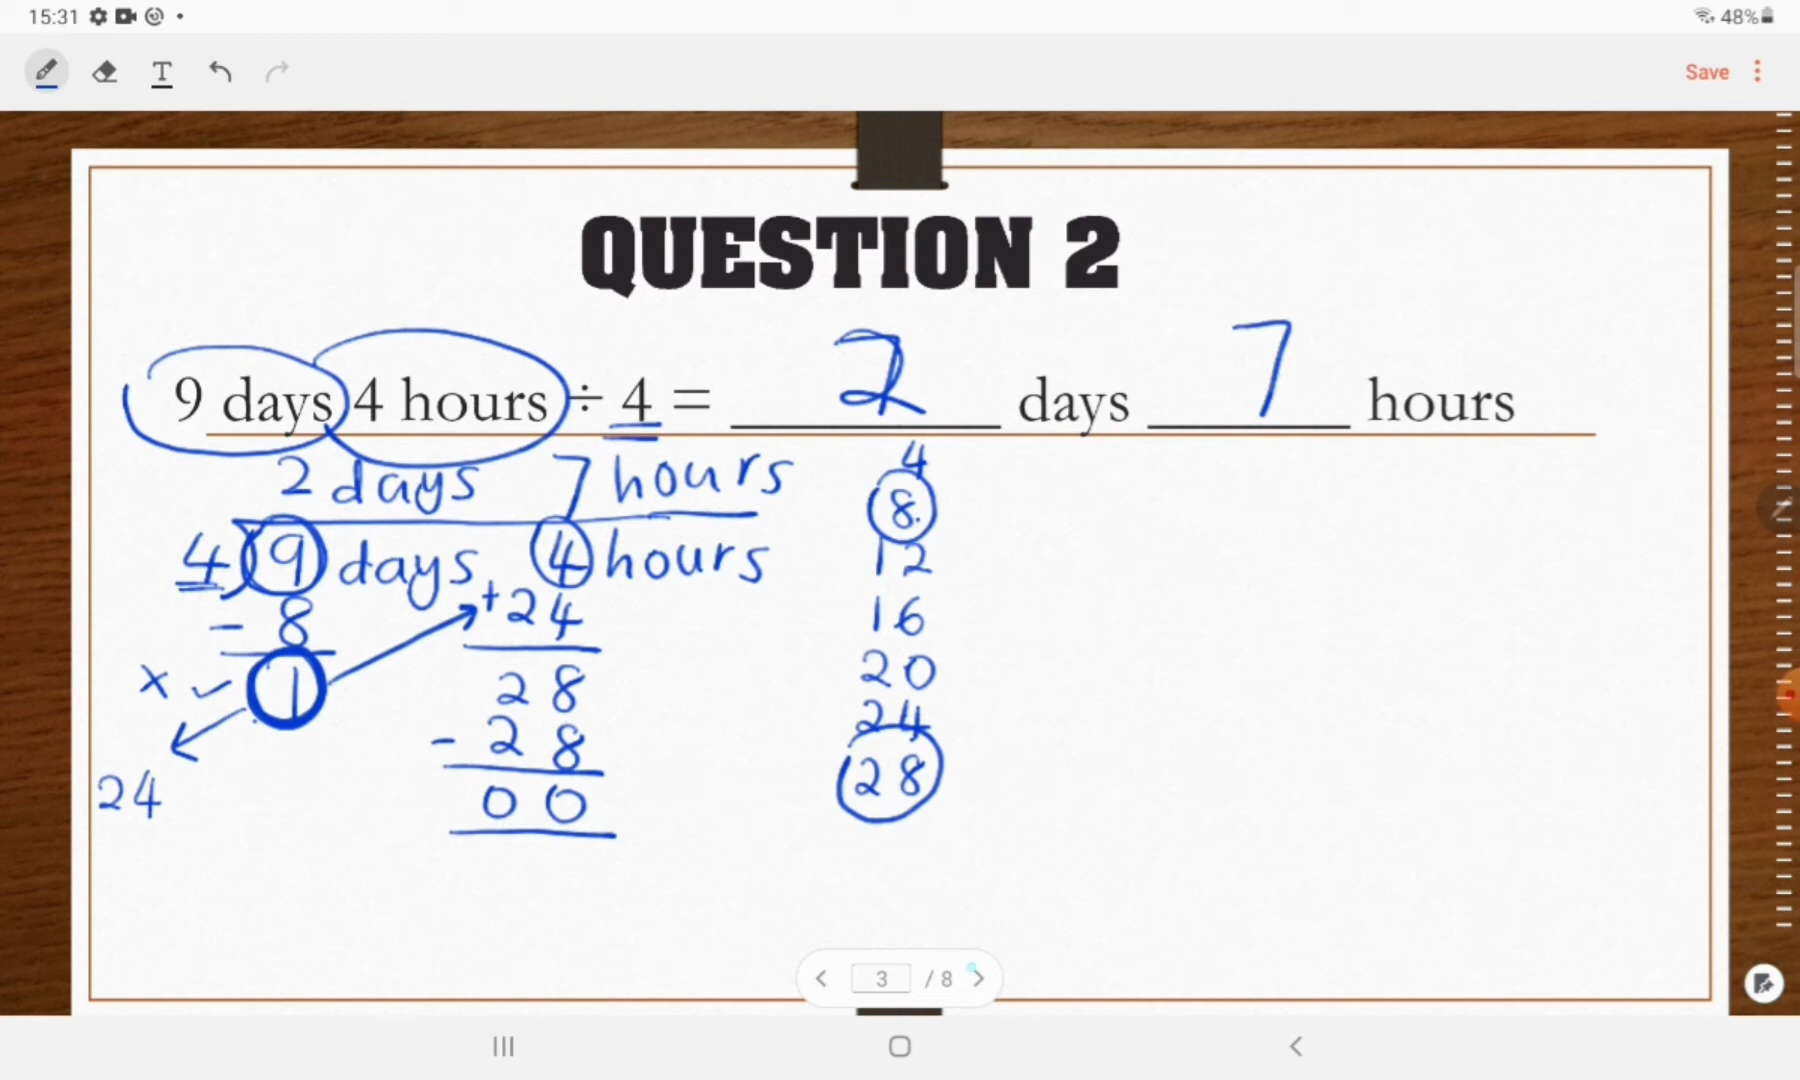 15:31
48%
T
Save
QUESTION 2
9 days 4 hours ÷ 4 = 2 days 7 hours
2 days 7 hours
4 9 days 4 hours
- 8 + 24
x ✓ 1 28
- 28
24 00
4
8
12
16
20
24
28
3 / 8